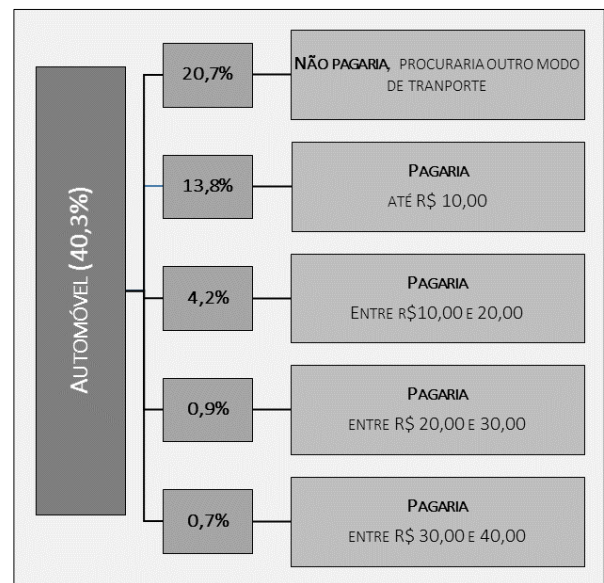 AUTOMÓVEL (40,3%)
20,7%
NÃO PAGARIA, PROCURARIA OUTRO MODO
DE TRANPORTE
13,8%
PAGARIA
ATÉ R$ 10,00
4,2%
PAGARIA
ENTRE R$10,00 E 20,00
0,9%
PAGARIA
ENTRE R$ 20,00 E 30,00
0,7%
PAGARIA
ENTRE R$ 30,00 E 40,00